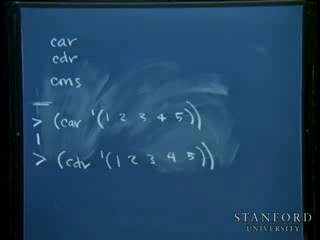 car
cdr
cons
> (car '(1 2 3 4 5))
1
> (cdr '(1 2 3 4 5))
STANFORD
UNIVERSITY